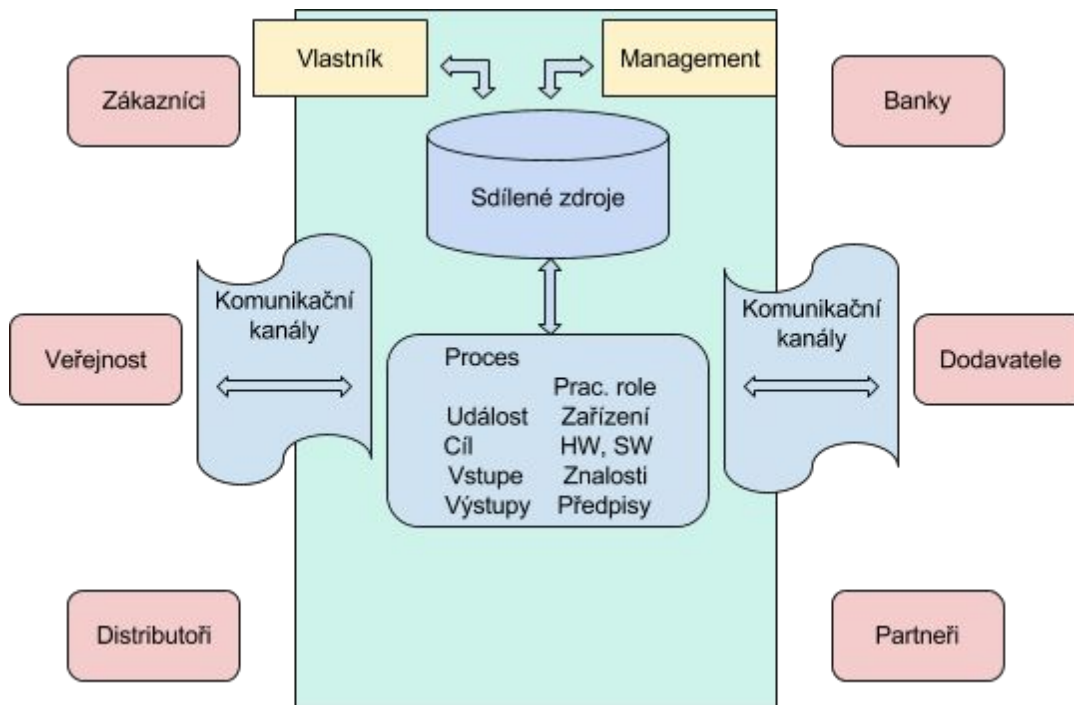 Vlastník
Management
Zákazníci
Banky
Sdílené zdroje
Komunikační
kanály
Komunikační
kanály
Veřejnost
Dodavatele
Proces
Prac. role
Událost Zařízení
Cíl HW, SW
Vstupe Znalosti
Výstupy Předpisy
Distributoři
Partneři